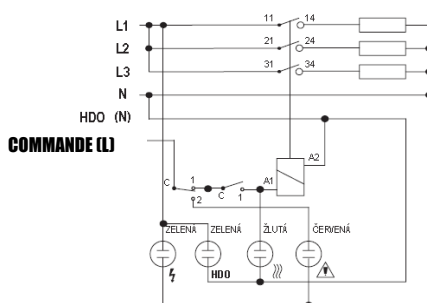 L1 11 14
L2 21 24
L3 31 34
N
HDO (N)
COMMANDE (L)
A2
C 1 C 1 A1
2
ZELENÁ ZELENÁ ŽLUTÁ ČERVENÁ
HDO